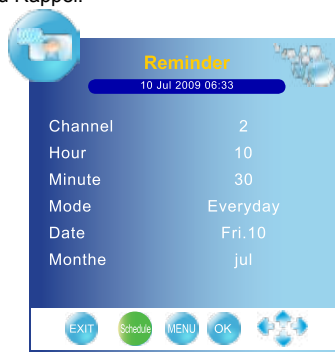 Reminder
10 Jul 2009 06:33
Channel 2
Hour 10
Minute 30
Mode Everyday
Date Fri.10
Monthe jul
EXIT Schedule MENU OK